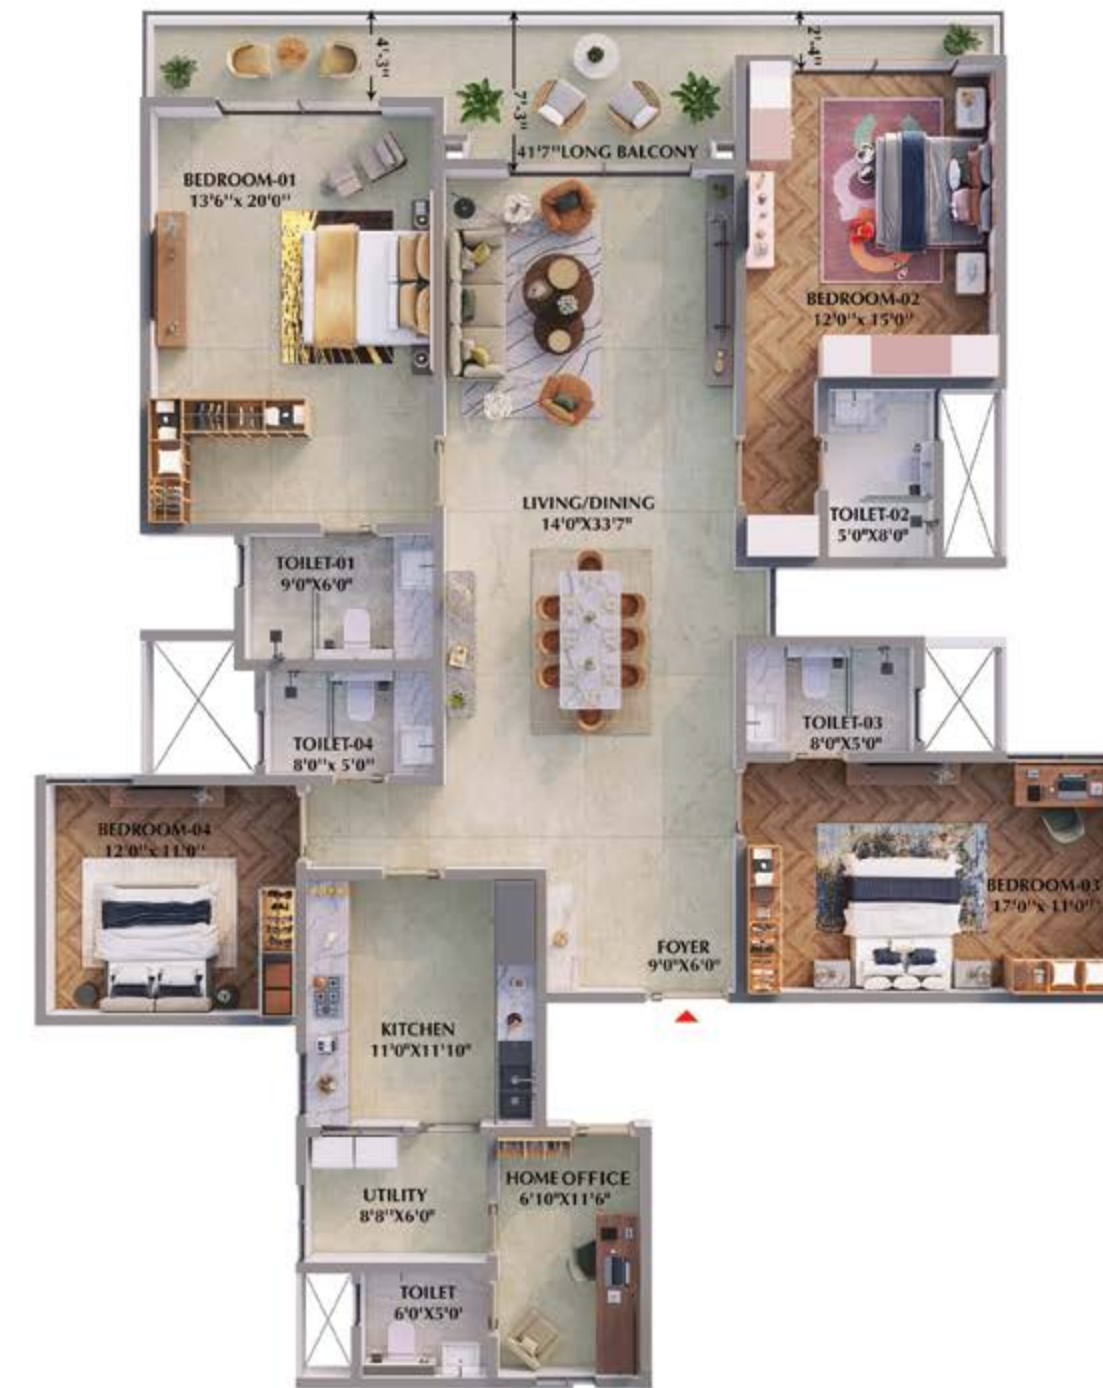 4'-3"
7'-3"
2'-4"
41'7"LONG BALCONY
BEDROOM-01
13'6"x 20'0"
BEDROOM-02
12'0"x 15'0"
LIVING/DINING
14'0"X33'7"
TOILET-02
5'0"X8'0"
TOILET-01
9'0"X6'0"
TOILET-03
8'0"X5'0"
TOILET-04
8'0"x 5'0"
BEDROOM-04
12'0"x 11'0"
BEDROOM-03
17'0"x 11'0"
FOYER
9'0"X6'0"
KITCHEN
11'0"X11'10"
HOME OFFICE
6'10"X11'6"
UTILITY
8'8"X6'0"
TOILET
6'0'X5'0'